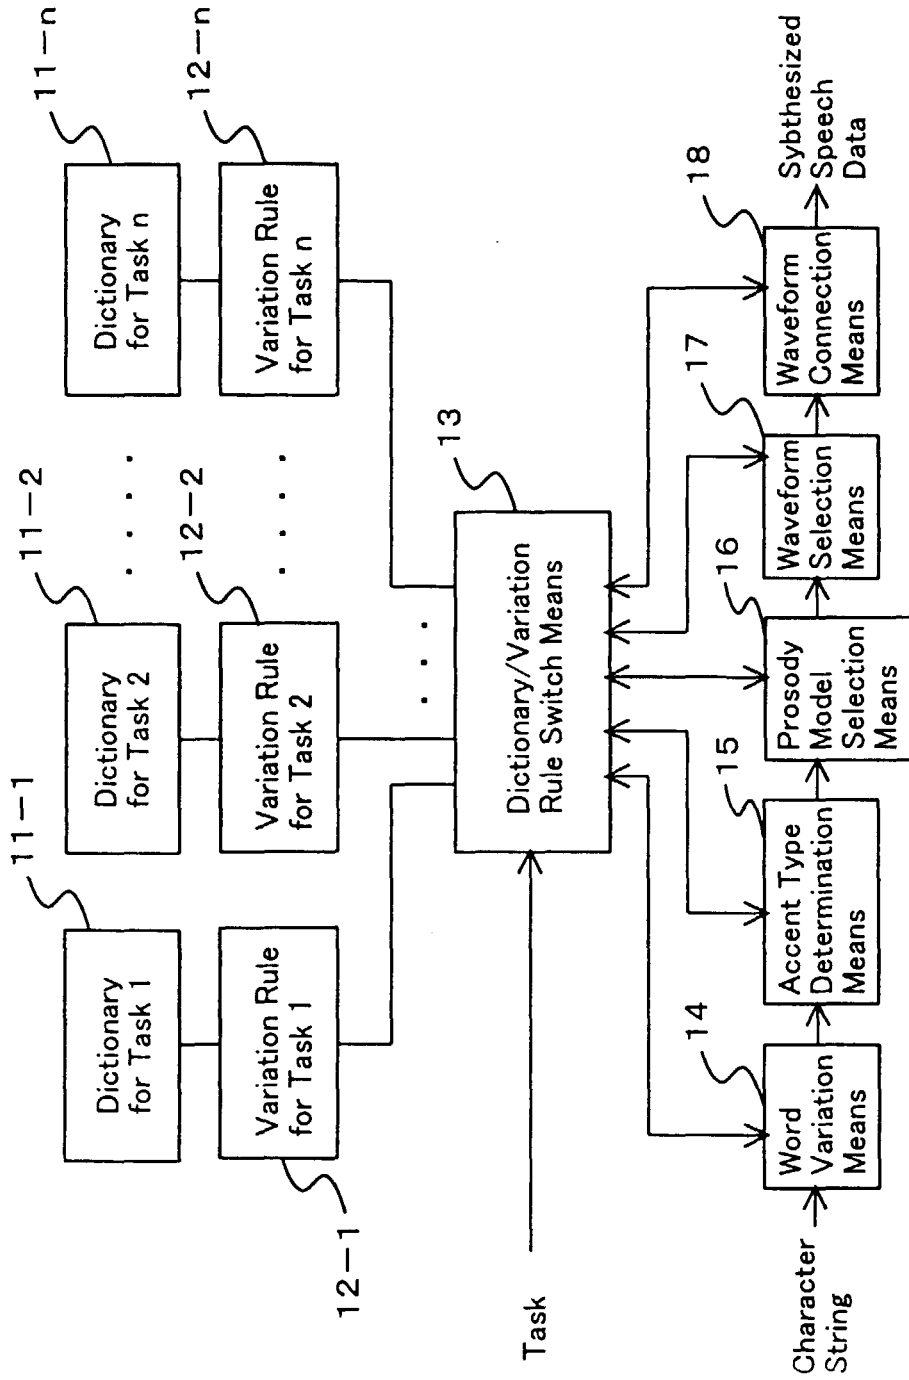 11-1
Dictionary
for Task 1
11-2
Dictionary
for Task 2
. . . .
11-n
Dictionary
for Task n
12-1
Variation Rule
for Task 1
12-2
Variation Rule
for Task 2
. . . .
12-n
Variation Rule
for Task n
. . .
13
Task
Dictionary/Variation
Rule Switch Means
Character
String
14
Word
Variation
Means
15
Accent Type
Determination
Means
16
Prosody
Model
Selection
Means
17
Waveform
Selection
Means
18
Waveform
Connection
Means
Sybthesized
Speech
Data